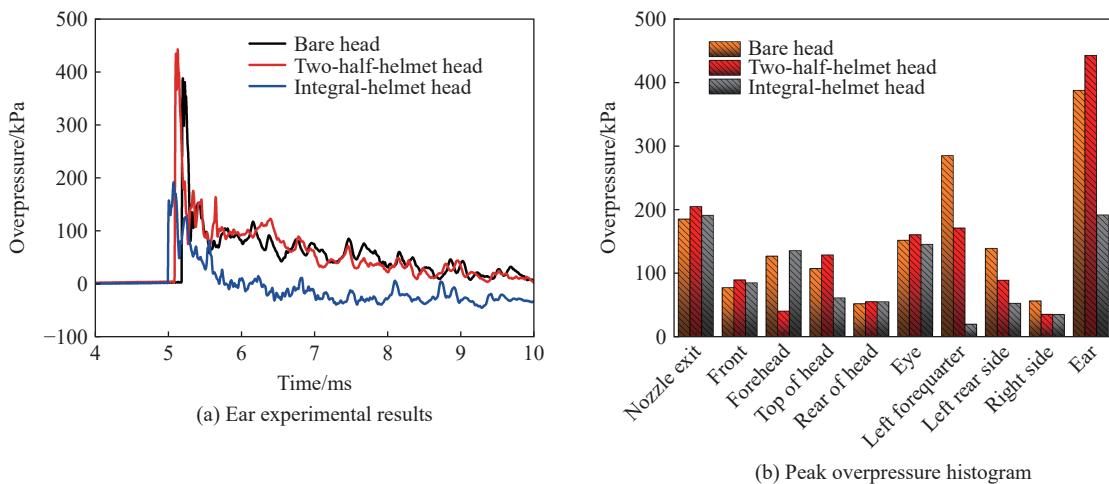 500
400
300
200
100
0
−100
Overpressure/kPa
Bare head
Two-half-helmet head
Integral-helmet head
4
5
6
7
8
9
10
Time/ms
(a) Ear experimental results
500
400
300
200
100
0
Overpressure/kPa
Bare head
Two-half-helmet head
Integral-helmet head
Nozzle exit
Front
Forehead
Top of head
Rear of head
Eye
Left forequarter
Left rear side
Right side
Ear
(b) Peak overpressure histogram